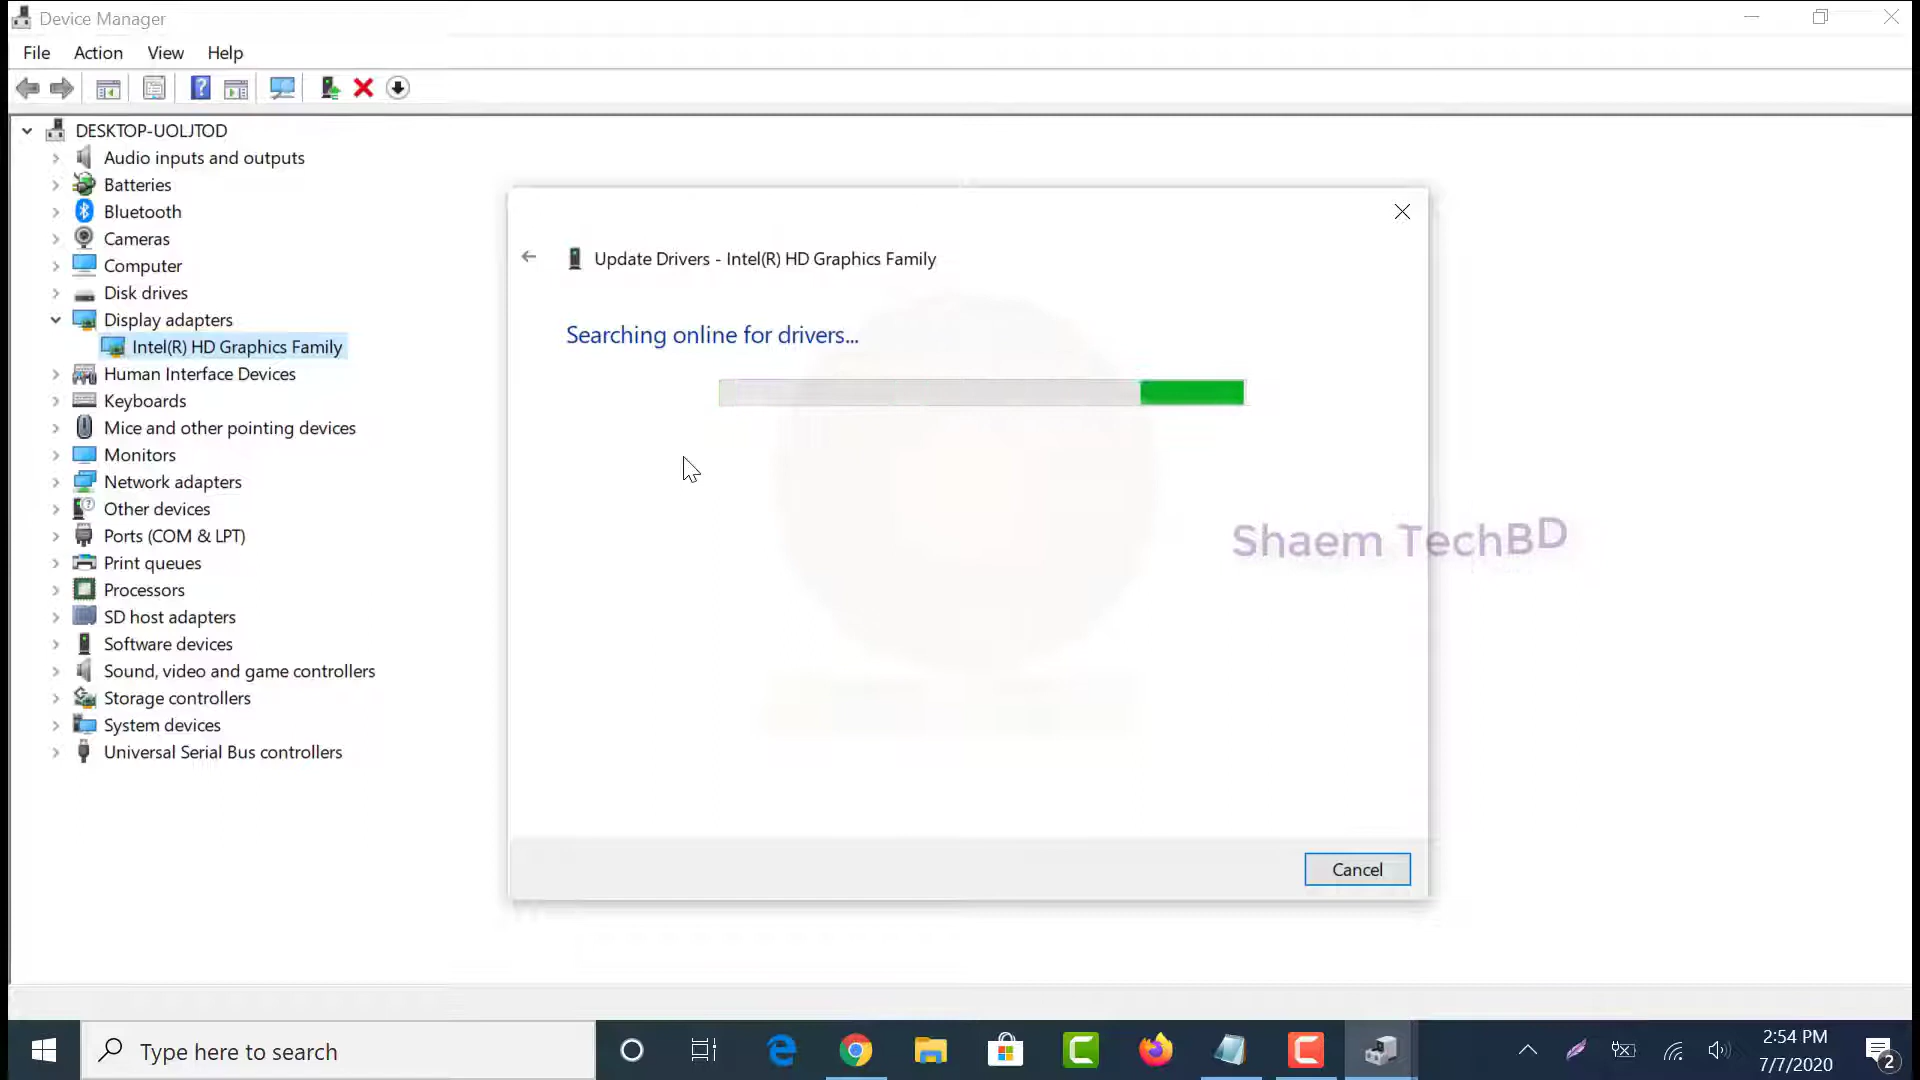 Device Manager
File Action View Help
DESKTOP-UOLJTOD
Audio inputs and outputs
Batteries
Bluetooth
Cameras
Computer
Disk drives
Display adapters
Intel(R) HD Graphics Family
Human Interface Devices
Keyboards
Mice and other pointing devices
Monitors
Network adapters
Other devices
Ports (COM & LPT)
Print queues
Processors
SD host adapters
Software devices
Sound, video and game controllers
Storage controllers
System devices
Universal Serial Bus controllers
Update Drivers - Intel(R) HD Graphics Family
Searching online for drivers...
Shaem TechBD
Cancel
Type here to search
2:54 PM
7/7/2020
2